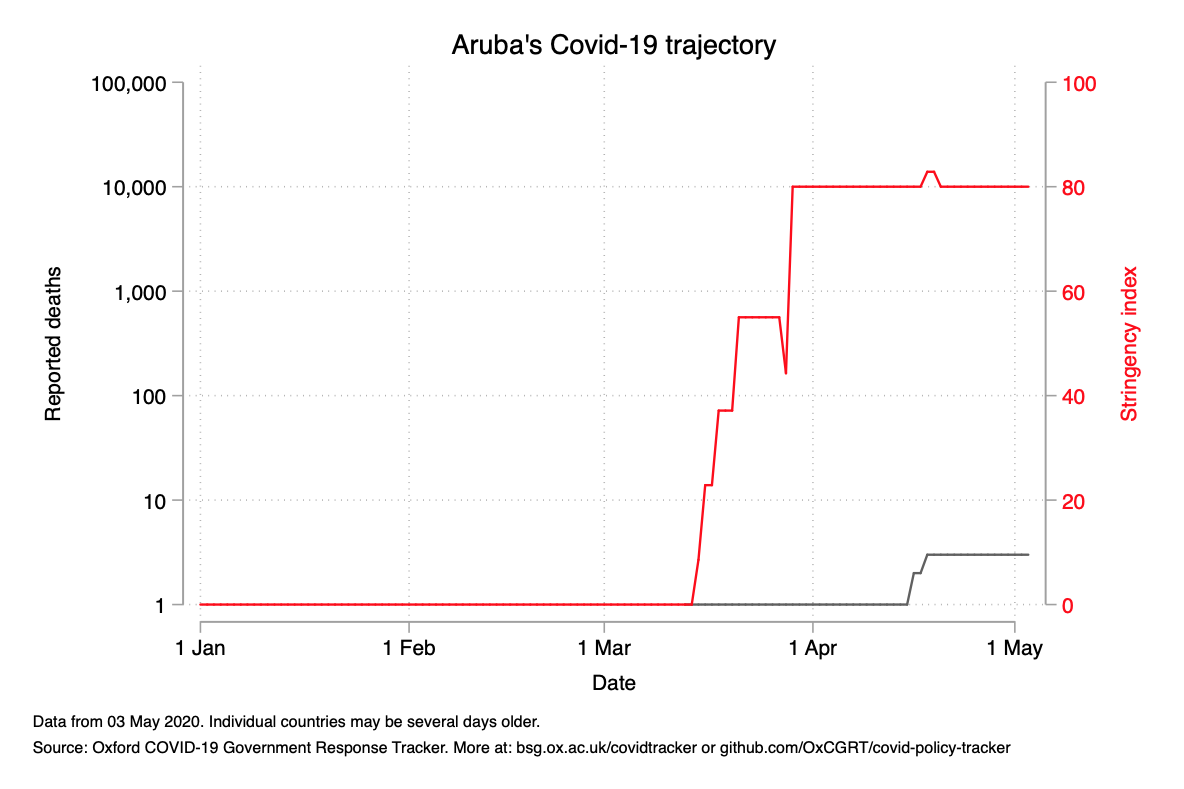 Aruba's Covid-19 trajectory
100,000
10,000
1,000
100
10
1
Reported deaths
100
80
60
40
20
0
Stringency index
1 Jan
1 Feb
1 Mar
1 Apr
1 May
Date
Data from 03 May 2020. Individual countries may be several days older.
Source: Oxford COVID-19 Government Response Tracker. More at: bsg.ox.ac.uk/covidtracker or github.com/OxCGRT/covid-policy-tracker